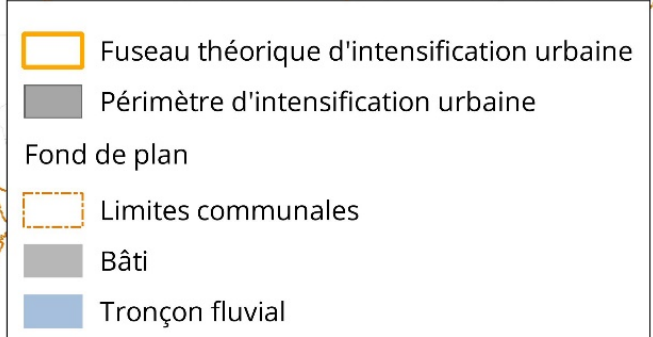 Fuseau théorique d'intensification urbaine
Périmètre d'intensification urbaine
Fond de plan
Limites communales
Bâti
Tronçon fluvial